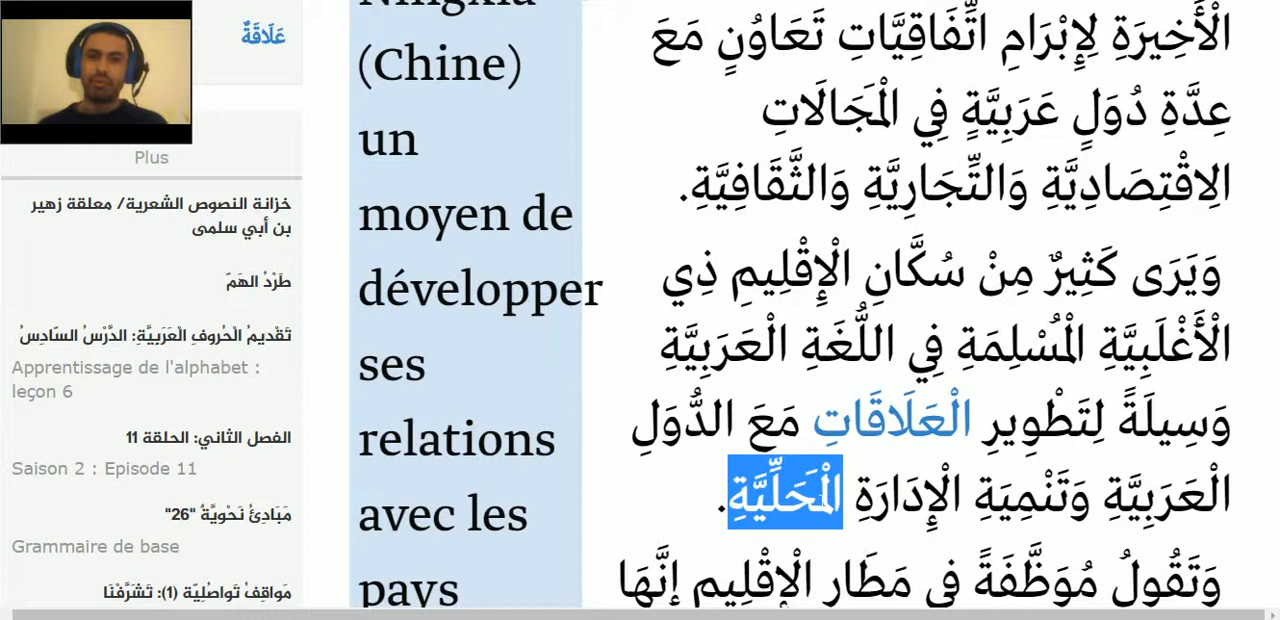 عَلَاقَةٌ
Plus
خزانة النصوص الشعرية/ معلقة زهير
بن أبي سلمى
طَرْدُ الهَمّ
تَقْديمُ الْحُروفِ الْعَرَبِيَّةِ: الدَّرْسُ السّادِسُ
Apprentissage de l'alphabet :
leçon 6
الفصل الثاني: الحلقة 11
Saison 2 : Episode 11
مَبَادِئُ نَحْوِيَّةٌ "26"
Grammaire de base
مَواقِفُ تَواصُلِيّة (1): تَشَرَّفْنَا
Ningxia
(Chine)
un
moyen de
développer
ses
relations
avec les
pays
الْأَخِيرَةِ لِإِبْرَامِ اتِّفَاقِيَّاتِ تَعَاوُنٍ مَعَ
عِدَّةِ دُوَلٍ عَرَبِيَّةٍ فِي الْمَجَالَاتِ
الِاقْتِصَادِيَّةِ وَالتِّجَارِيَّةِ وَالثَّقَافِيَّةِ.
وَيَرَى كَثِيرٌ مِنْ سُكَّانِ الْإِقْلِيمِ ذِي
الْأَغْلَبِيَّةِ الْمُسْلِمَةِ فِي اللُّغَةِ الْعَرَبِيَّةِ
وَسِيلَةً لِتَطْوِيرِ الْعَلَاقَاتِ مَعَ الدُّوَلِ
الْعَرَبِيَّةِ وَتَنْمِيَةِ الْإِدَارَةِ الْمَحَلِّيَّةِ.
وَتَقُولُ مُوَظَّفَةً فِي مَطَارِ الْإِقْلِيمِ إِنَّهَا